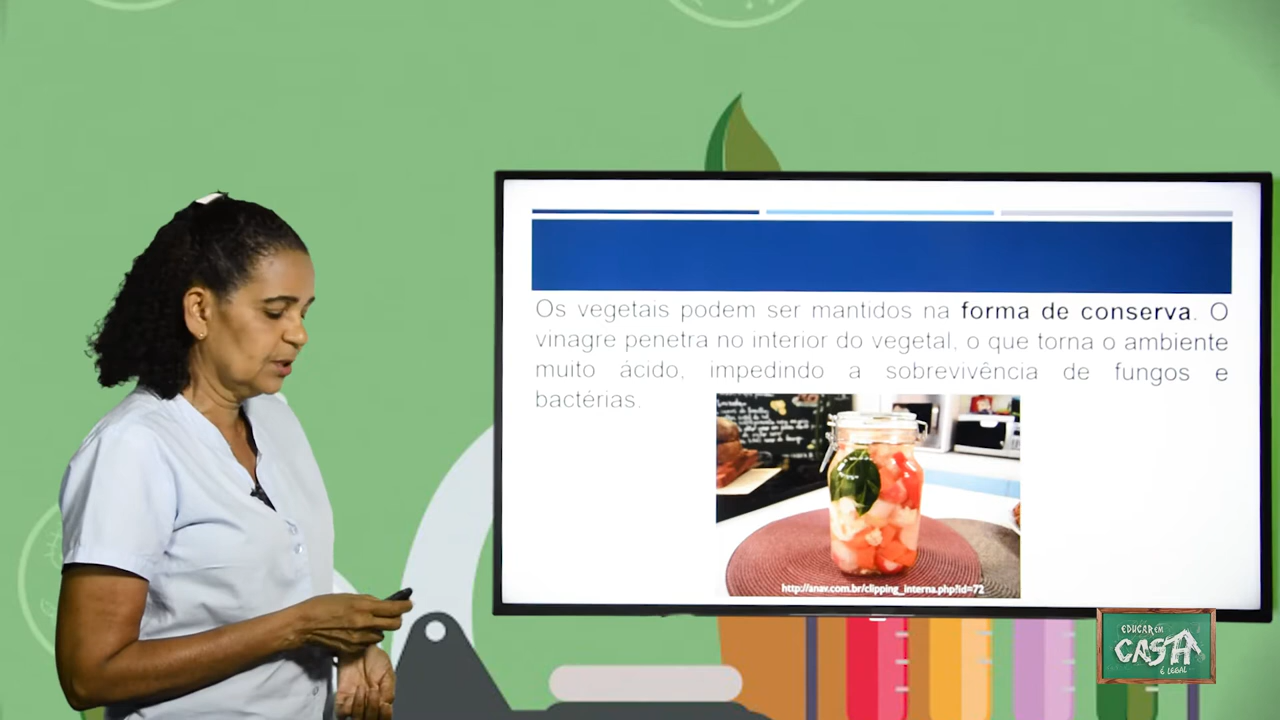 Os vegetais podem ser mantidos na forma de conserva. O
vinagre penetra no interior do vegetal, o que torna o ambiente
muito ácido, impedindo a sobrevivência de fungos e
bactérias.
http://anav.com.br/clipping_interna.php?id=72
EDUCAR EM
CASA
É LEGAL